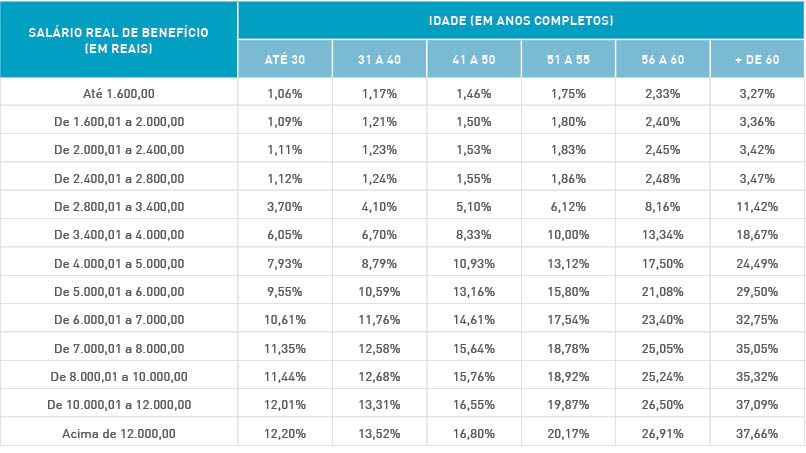 SALÁRIO REAL DE BENEFÍCIO
(EM REAIS)
IDADE (EM ANOS COMPLETOS)
ATÉ 30 31 A 40 41 A 50 51 A 55 56 A 60 + DE 60
Até 1.600,00 1,06% 1,17% 1,46% 1,75% 2,33% 3,27%
De 1.600,01 a 2.000,00 1,09% 1,21% 1,50% 1,80% 2,40% 3,36%
De 2.000,01 a 2.400,00 1,11% 1,23% 1,53% 1,83% 2,45% 3,42%
De 2.400,01 a 2.800,00 1,12% 1,24% 1,55% 1,86% 2,48% 3,47%
De 2.800,01 a 3.400,00 3,70% 4,10% 5,10% 6,12% 8,16% 11,42%
De 3.400,01 a 4.000,00 6,05% 6,70% 8,33% 10,00% 13,34% 18,67%
De 4.000,01 a 5.000,00 7,93% 8,79% 10,93% 13,12% 17,50% 24,49%
De 5.000,01 a 6.000,00 9,55% 10,59% 13,16% 15,80% 21,08% 29,50%
De 6.000,01 a 7.000,00 10,61% 11,76% 14,61% 17,54% 23,40% 32,75%
De 7.000,01 a 8.000,00 11,35% 12,58% 15,64% 18,78% 25,05% 35,05%
De 8.000,01 a 10.000,00 11,44% 12,68% 15,76% 18,92% 25,24% 35,32%
De 10.000,01 a 12.000,00 12,01% 13,31% 16,55% 19,87% 26,50% 37,09%
Acima de 12.000,00 12,20% 13,52% 16,80% 20,17% 26,91% 37,66%